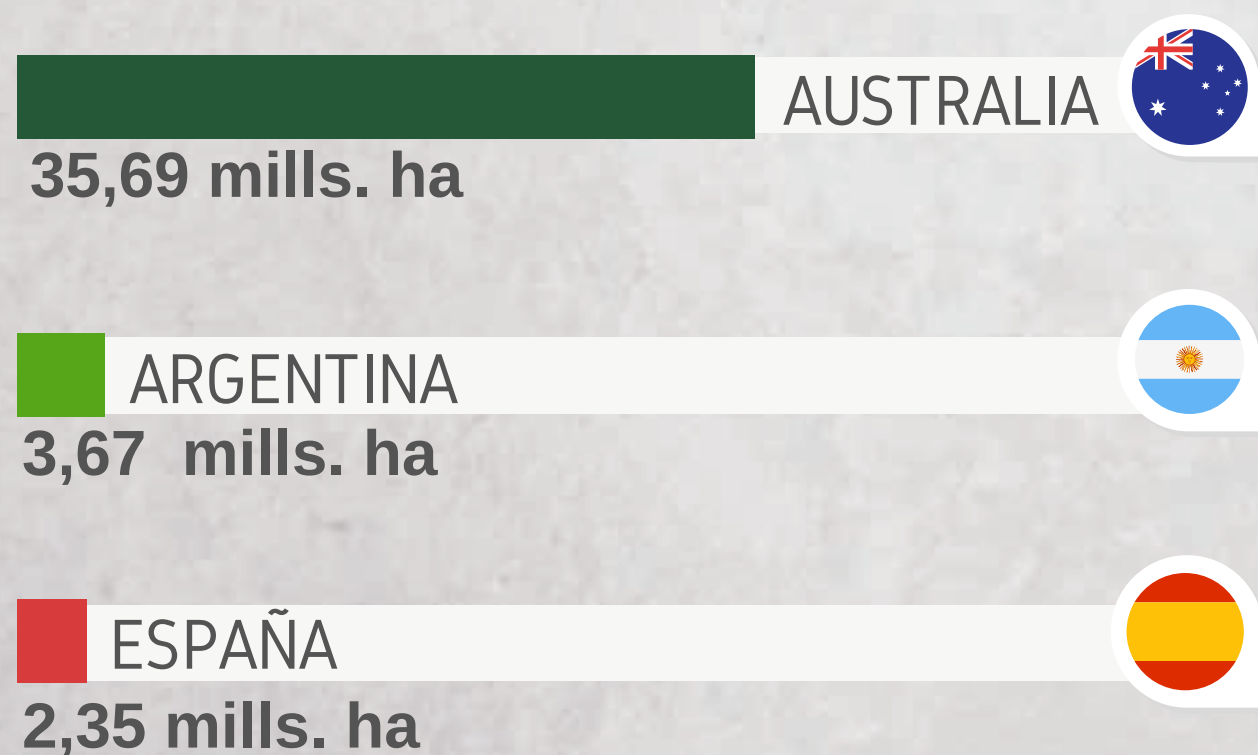 AUSTRALIA
35,69 mills. ha
ARGENTINA
3,67 mills. ha
ESPAÑA
2,35 mills. ha